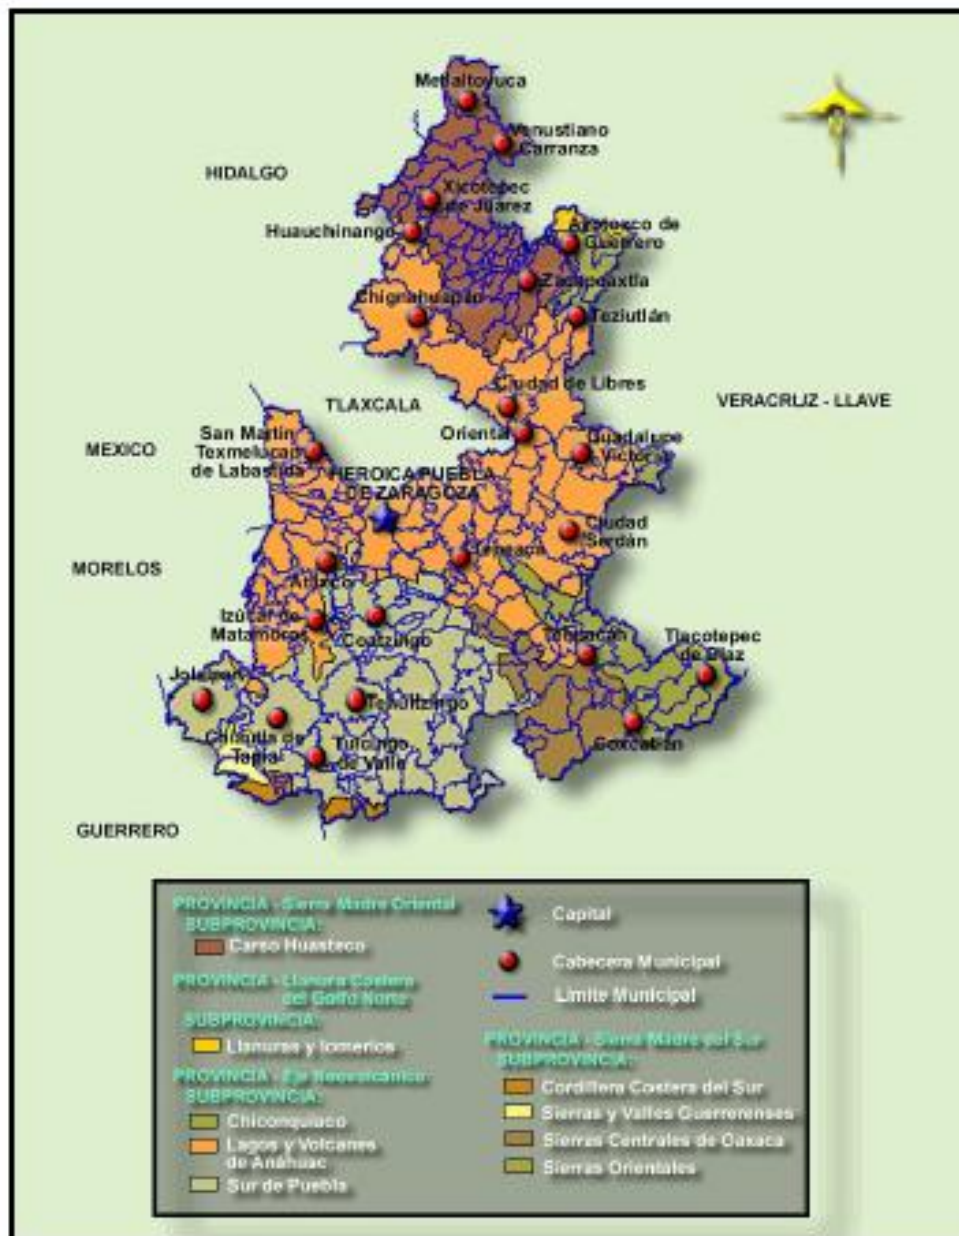 Metlaltoyuca
Venustiano
Carranza
HIDALGO
Xicotepec
de Juárez
Huauchinango
Ayotoxco de
Guerrero
Zacapoaxtla
Chignahuapan
Teziutlán
Ciudad de Libres
TLAXCALA
VERACRUZ - LLAVE
Oriental
San Martín
Texmelucan
de Labastida
MEXICO
Guadalupe
Victoria
HEROICA PUEBLA
DE ZARAGOZA
Ciudad
Serdán
Tepeaca
MORELOS
Atlixco
Izúcar de
Matamoros
Coatzingo
Tehuacán
Tlacotepec
de Díaz
Jolalpan
Tehuitzingo
Chiautla de
Tapia
Tulcingo
de Valle
Coxcatlán
GUERRERO
PROVINCIA - Sierra Madre Oriental
SUBPROVINCIA:
Carso Huasteco
PROVINCIA - Llanura Costera
del Golfo Norte
SUBPROVINCIA:
Llanuras y lomerios
PROVINCIA - Eje Neovolcánico
SUBPROVINCIA:
Chiconquiaco
Lagos y Volcanes
de Anáhuac
Sur de Puebla
Capital
Cabecera Municipal
Límite Municipal
PROVINCIA - Sierra Madre del Sur
SUBPROVINCIA:
Cordillera Costera del Sur
Sierras y Valles Guerrerenses
Sierras Centrales de Oaxaca
Sierras Orientales